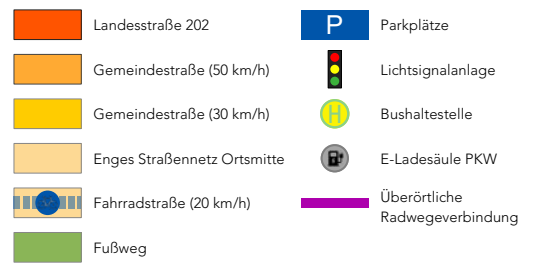 Landesstraße 202
Gemeindestraße (50 km/h)
Gemeindestraße (30 km/h)
Enges Straßennetz Ortsmitte
Fahrradstraße (20 km/h)
Fußweg
P Parkplätze
Lichtsignalanlage
H Bushaltestelle
E-Ladesäule PKW
Überörtliche
Radwegeverbindung